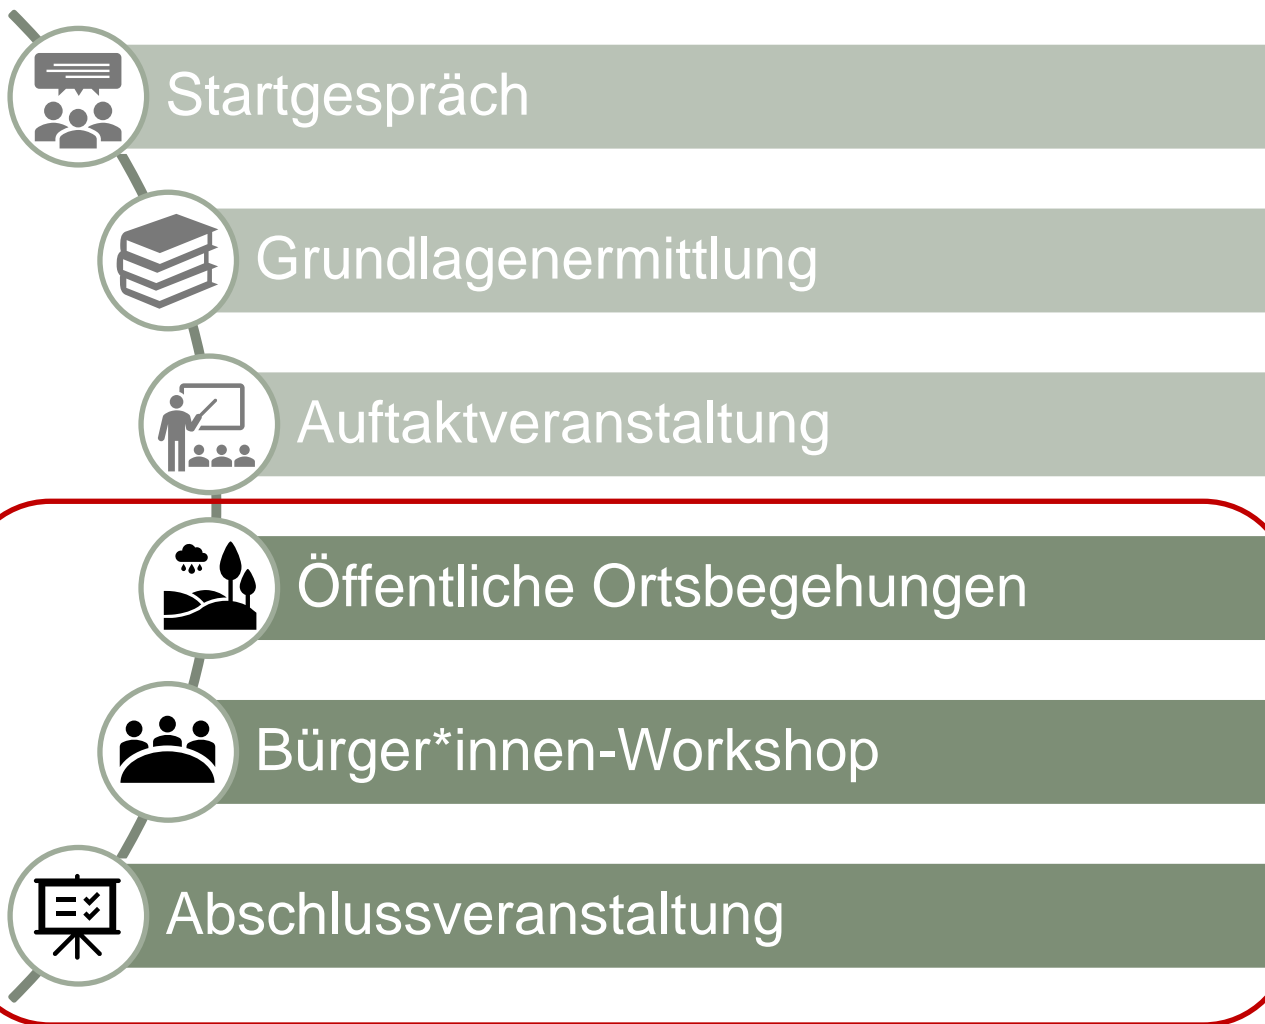 Startgespräch
Grundlagenermittlung
Auftaktveranstaltung
Öffentliche Ortsbegehungen
Bürger*innen-Workshop
Abschlussveranstaltung